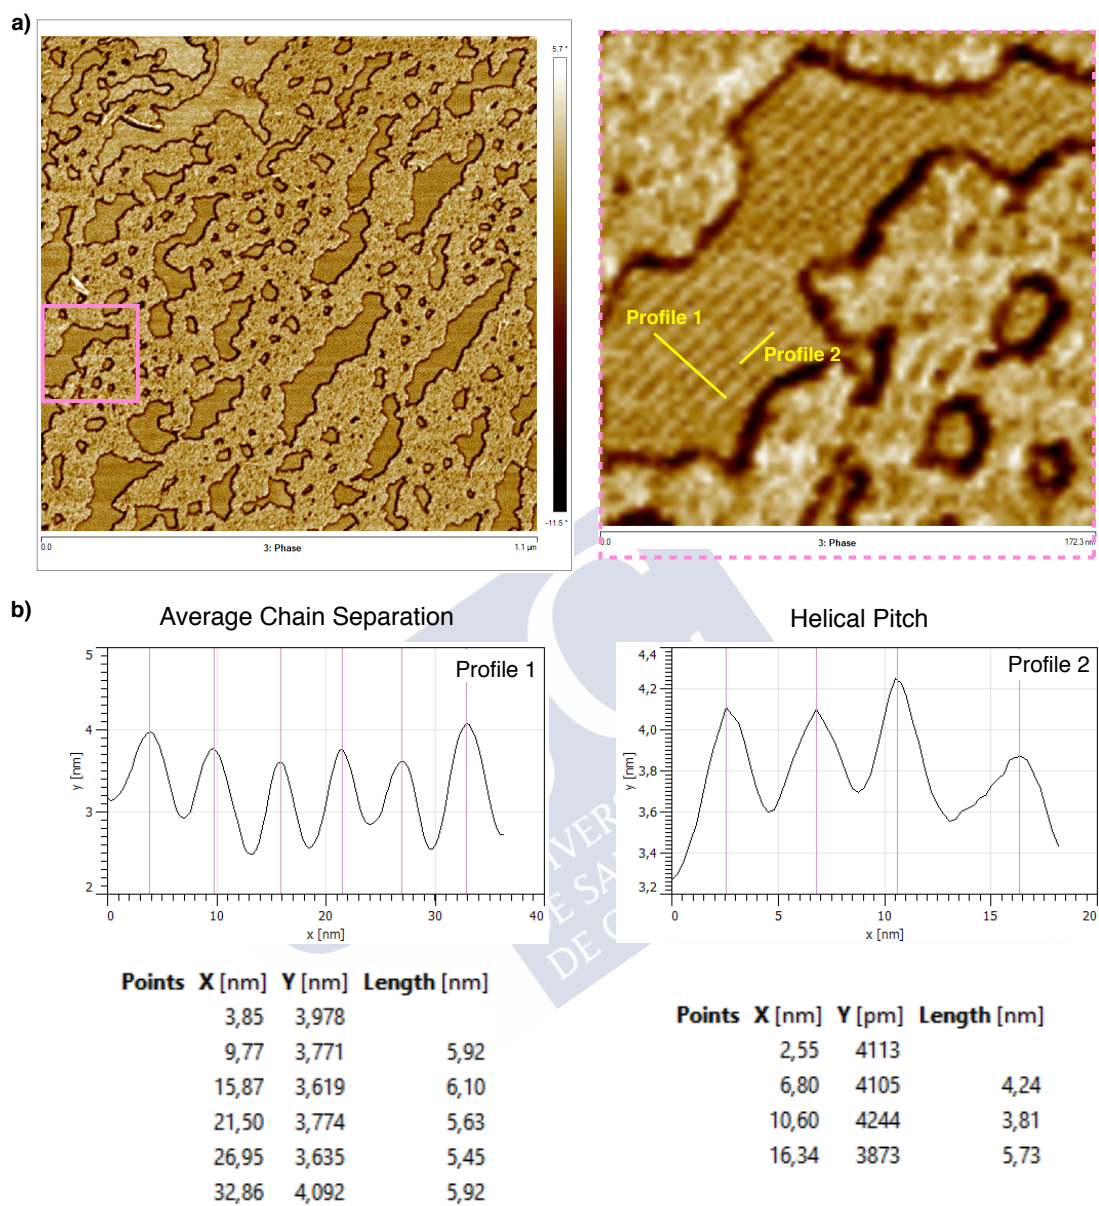 a)
5.7 °
-11.5 °
0.0
3: Phase
1.1 µm
Profile 1
Profile 2
0.0
3: Phase
172.3 nm
b)
Average Chain Separation
Helical Pitch
Profile 1
5
4
3
2
y [nm]
0
10
20
30
40
x [nm]
Profile 2
4,4
4,2
4,0
3,8
3,6
3,4
3,2
y [nm]
0
5
10
15
20
x [nm]
Points X [nm] Y [nm] Length [nm]
3,85 3,978
9,77 3,771 5,92
15,87 3,619 6,10
21,50 3,774 5,63
26,95 3,635 5,45
32,86 4,092 5,92
Points X [nm] Y [pm] Length [nm]
2,55 4113
6,80 4105 4,24
10,60 4244 3,81
16,34 3873 5,73